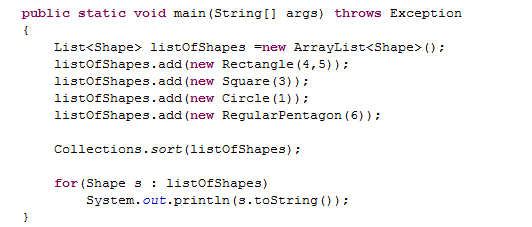 public static void main(String[] args) throws Exception
{
    List<Shape> listOfShapes =new ArrayList<Shape>();
    listOfShapes.add(new Rectangle(4,5));
    listOfShapes.add(new Square(3));
    listOfShapes.add(new Circle(1));
    listOfShapes.add(new RegularPentagon(6));

    Collections.sort(listOfShapes);

    for(Shape s : listOfShapes)
        System.out.println(s.toString());
}